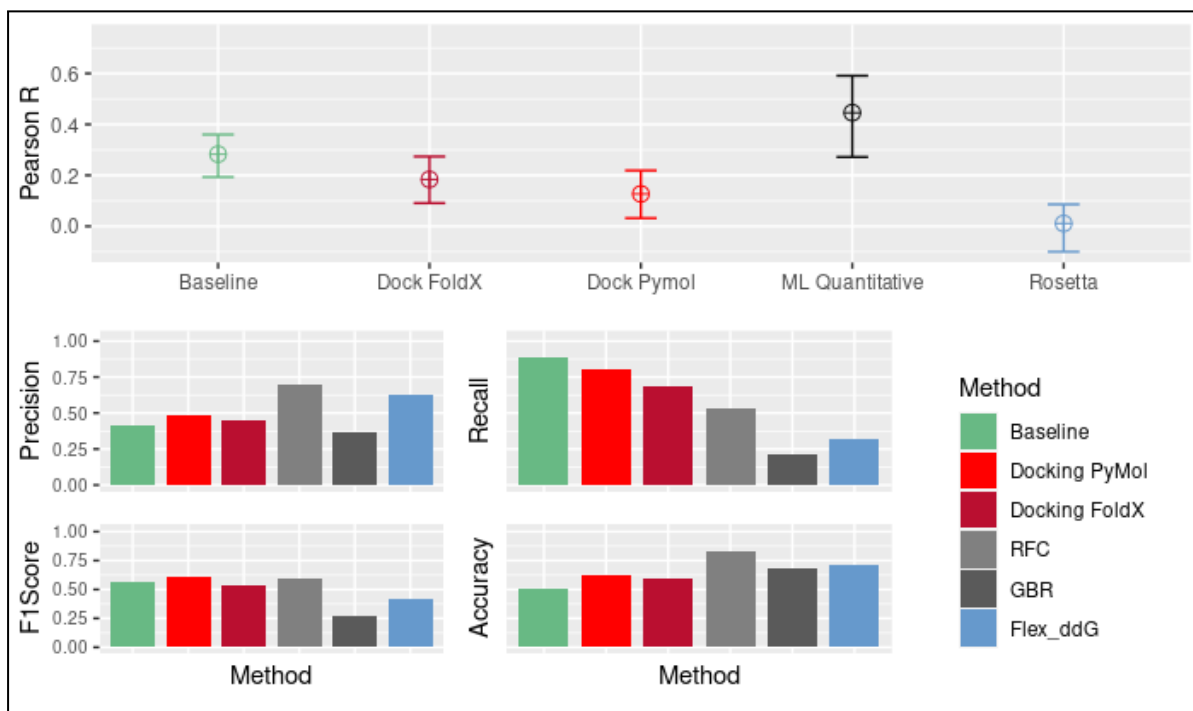 Pearson R
0.6
0.4
0.2
0.0
Baseline
Dock FoldX
Dock Pymol
ML Quantitative
Rosetta
Precision
1.00
0.75
0.50
0.25
0.00
Recall
F1Score
1.00
0.75
0.50
0.25
0.00
Accuracy
Method
Method
Method
Baseline
Docking PyMol
Docking FoldX
RFC
GBR
Flex_ddG